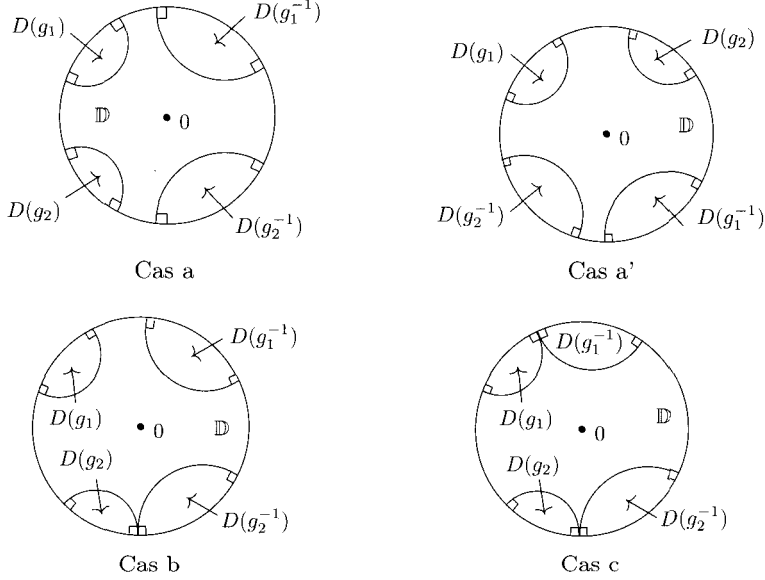 D(g₁)
D(g₁⁻¹)
𝔻
0
D(g₂)
D(g₂⁻¹)
Cas a
D(g₁)
D(g₂)
𝔻
0
D(g₂⁻¹)
D(g₁⁻¹)
Cas a'
D(g₁⁻¹)
D(g₁)
0
𝔻
D(g₂)
D(g₂⁻¹)
Cas b
D(g₁⁻¹)
D(g₁)
𝔻
0
D(g₂)
D(g₂⁻¹)
Cas c